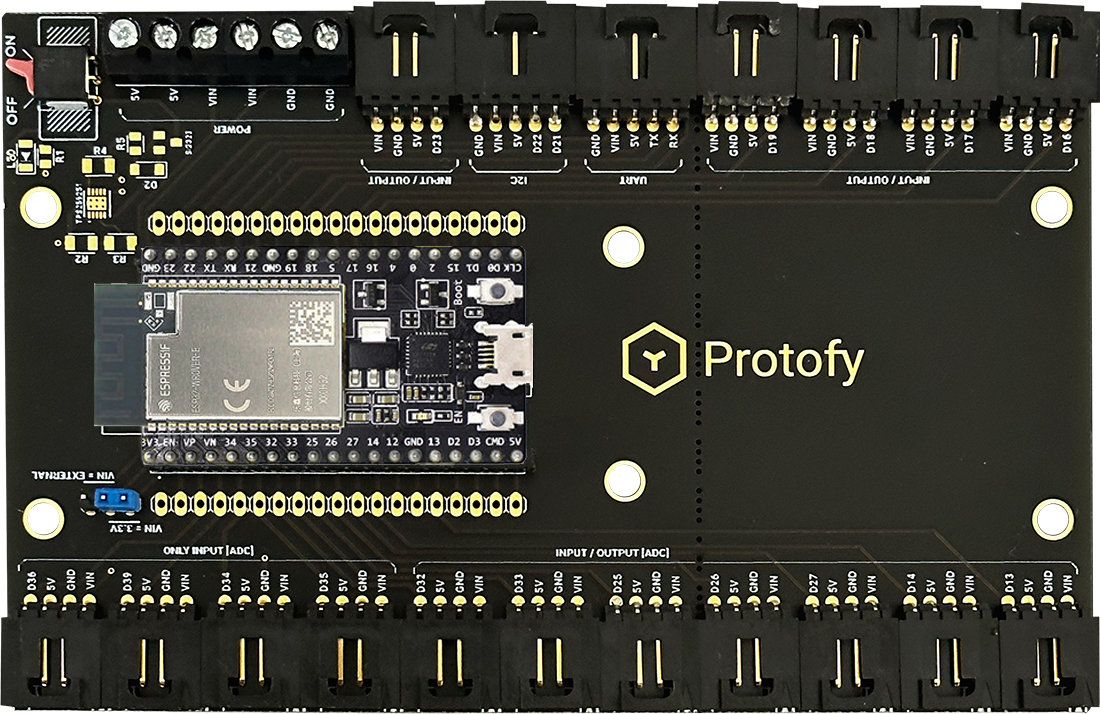 ON
OFF
5V 5V VIN VIN GND GND
POWER
VIN GND 5V D23
INPUT / OUTPUT
GND VIN 5V D22 D21
I2C
GND VIN 5V TX RX
UART
VIN GND 5V D19
VIN GND 5V D18
VIN GND 5V D17
VIN GND 5V D16
INPUT / OUTPUT
R1
R4
R5
D2
R2
R3
GND 23 22 TX RX 21 GND 19 18 5 17 16 4 0 2 15 D1 D0 CLK
Boot
ESPRESSIF
CE
EN
3V3 EN VP VN 34 35 32 33 25 26 27 14 12 GND 13 D2 D3 CMD 5V
Protofy
VIN = EXTERNAL
VIN = 3.3V
ONLY INPUT [ADC]
INPUT / OUTPUT [ADC]
D36 5V GND VIN
D39 5V GND VIN
D34 5V GND VIN
D35 5V GND VIN
D32 5V GND VIN
D33 5V GND VIN
D25 5V GND VIN
D26 5V GND VIN
D27 5V GND VIN
D14 5V GND VIN
D13 5V GND VIN